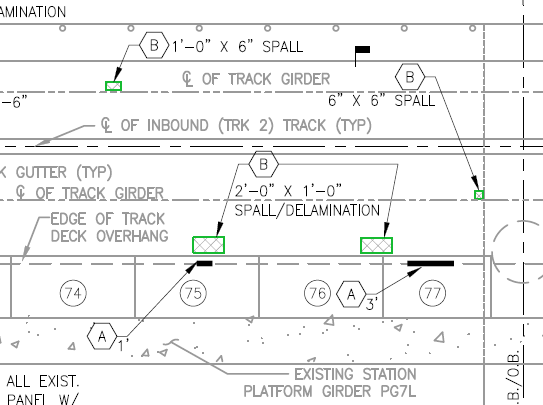 AMINATION
B 1'-0" X 6" SPALL
℄ OF TRACK GIRDER
B
-6"
6" X 6" SPALL
℄ OF INBOUND (TRK 2) TRACK (TYP)
K GUTTER (TYP)
B
℄ OF TRACK GIRDER
2'-0" X 1'-0"
SPALL/DELAMINATION
EDGE OF TRACK
DECK OVERHANG
74
75
76
A 3'
77
A 1'
EXISTING STATION
PLATFORM GIRDER PG7L
ALL EXIST.
PANEL W/
.B./O.B.